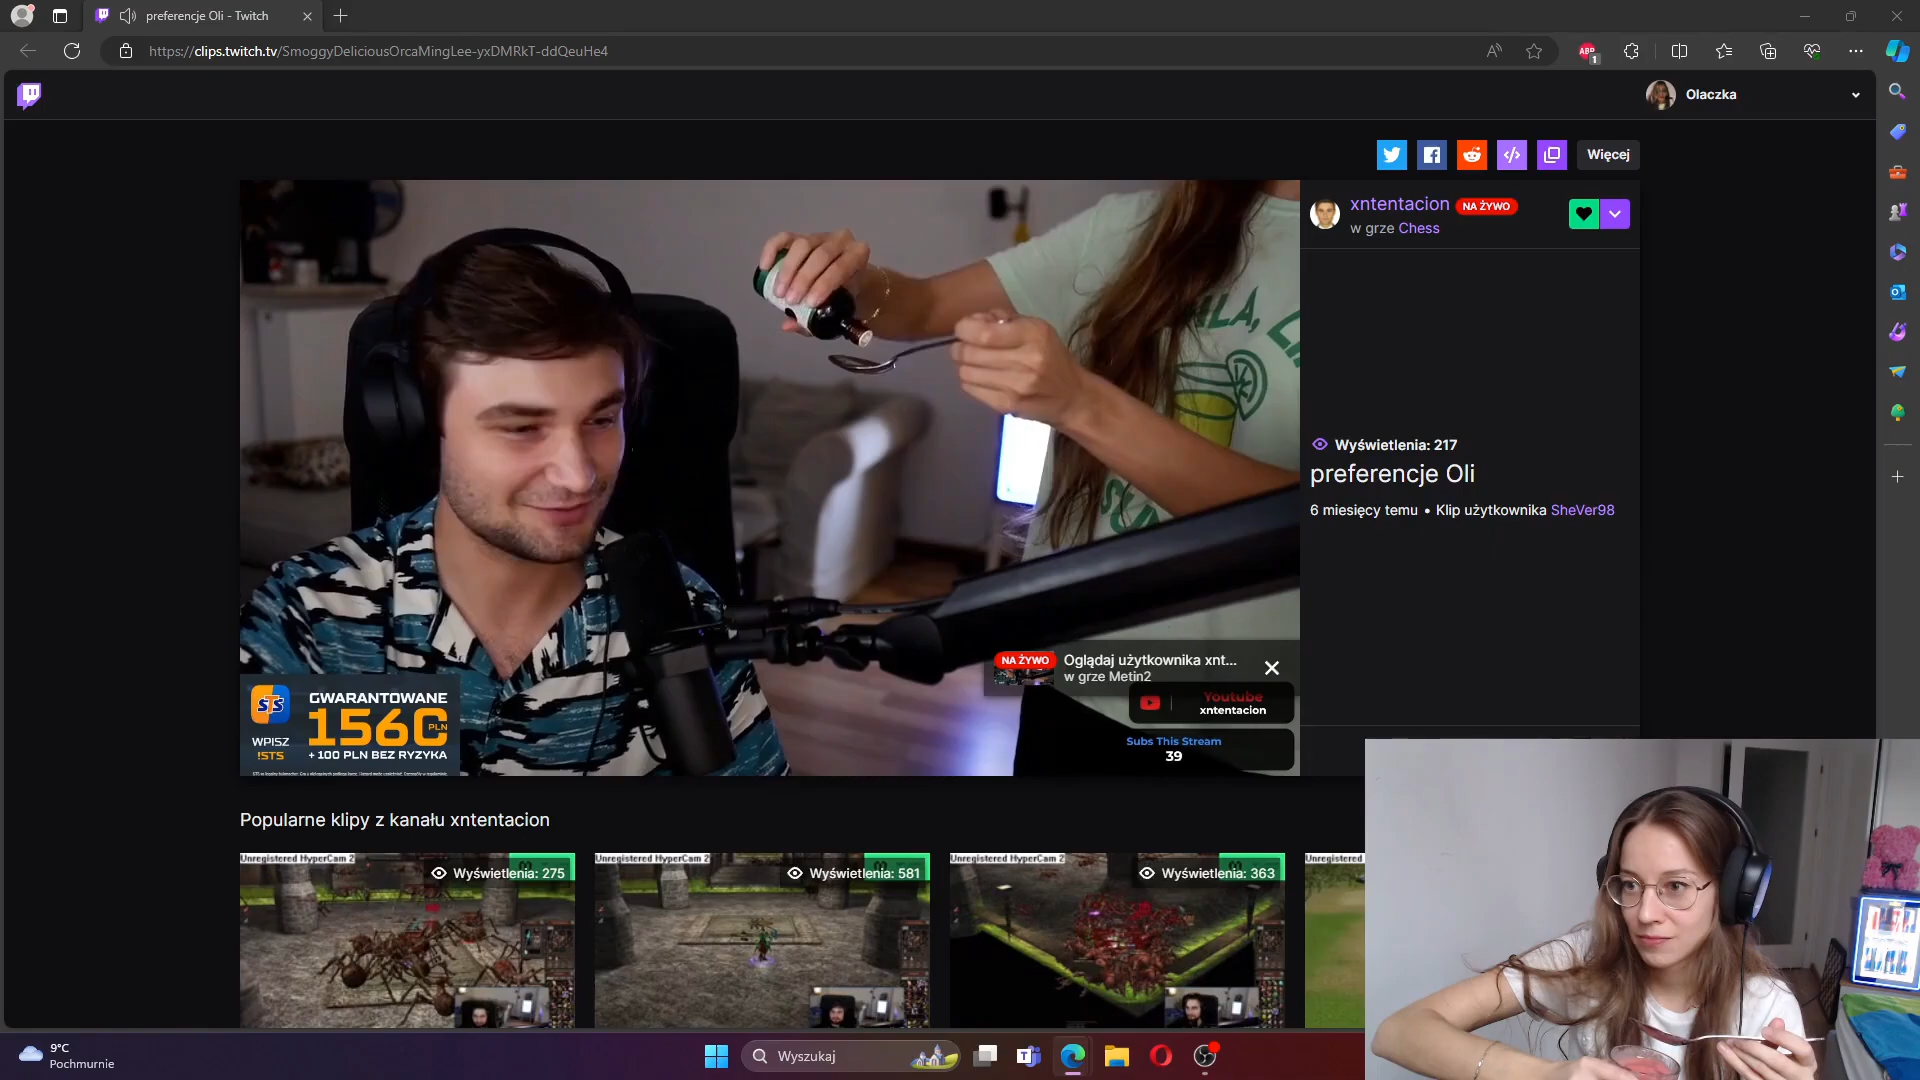 preferencje Oli - Twitch
https://clips.twitch.tv/SmoggyDeliciousOrcaMingLee-yxDMRkT-ddQeuHe4
ABP
1
Olaczka
Więcej
xntentacion NA ŻYWO
w grze Chess
Wyświetlenia: 217
preferencje Oli
6 miesięcy temu • Klip użytkownika SheVer98
NA ŻYWO
Oglądaj użytkownika xnt...
w grze Metin2
Youtube
xntentacion
Subs This Stream
39
STS
WPISZ
!STS
GWARANTOWANE
1560 PLN
+ 100 PLN BEZ RYZYKA
Popularne klipy z kanału xntentacion
Unregistered HyperCam 2
Wyświetlenia: 275
Unregistered HyperCam 2
Wyświetlenia: 581
Unregistered HyperCam 2
Wyświetlenia: 363
9°C
Pochmurnie
Wyszukaj